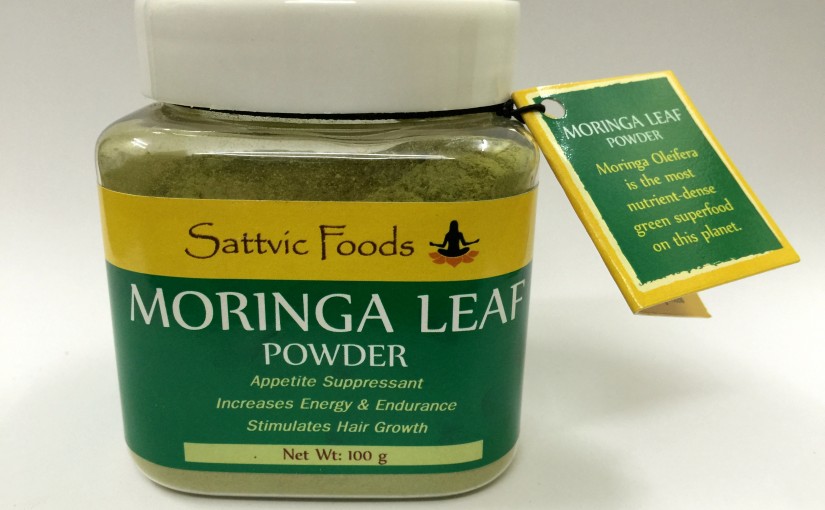 Sattvic Foods
MORINGA LEAF
POWDER
Appetite Suppressant
Increases Energy & Endurance
Stimulates Hair Growth
Net Wt: 100 g
MORINGA LEAF
POWDER
Moringa Oleifera
is the most
nutrient-dense
green superfood
on this planet.